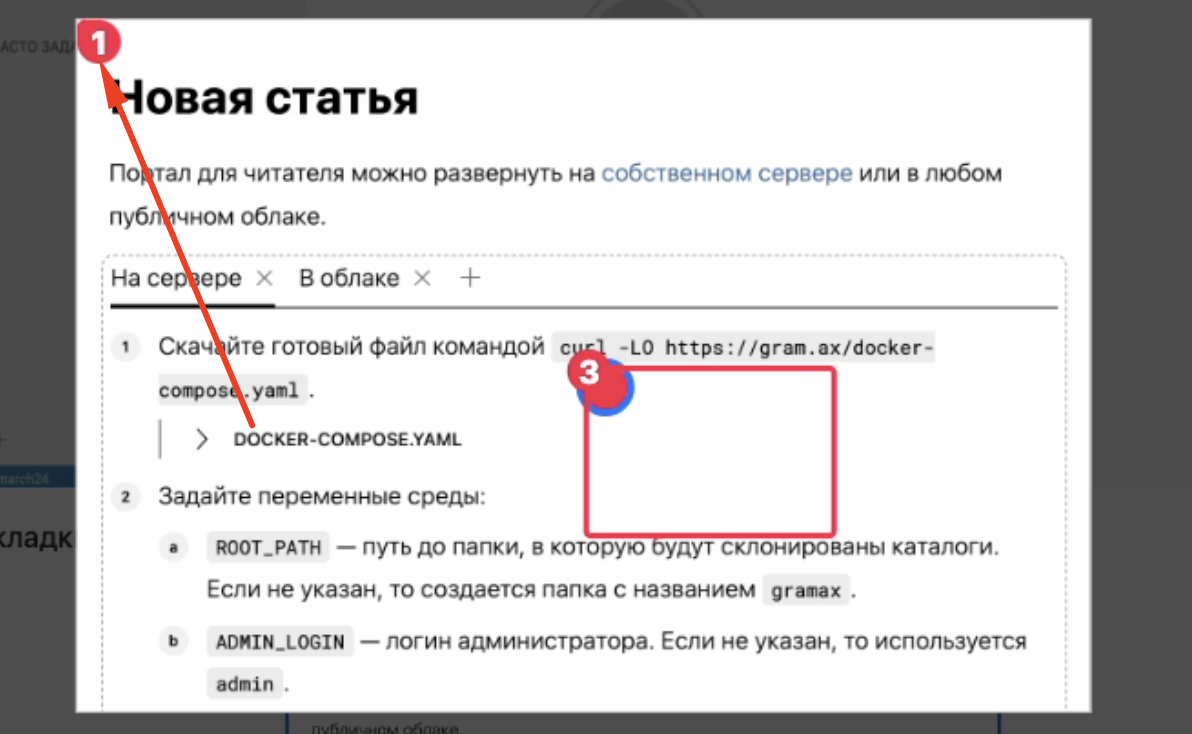 1
Новая статья
Портал для читателя можно развернуть на собственном сервере или в любом
публичном облаке.
На сервере × В облаке × +
1 Скачайте готовый файл командой curl -LO https://gram.ax/docker-
compose.yaml .
3
> DOCKER-COMPOSE.YAML
march24
2 Задайте переменные среды:
a ROOT_PATH — путь до папки, в которую будут склонированы каталоги.
Если не указан, то создается папка с названием gramax .
b ADMIN_LOGIN — логин администратора. Если не указан, то используется
admin .
публичном облаке.